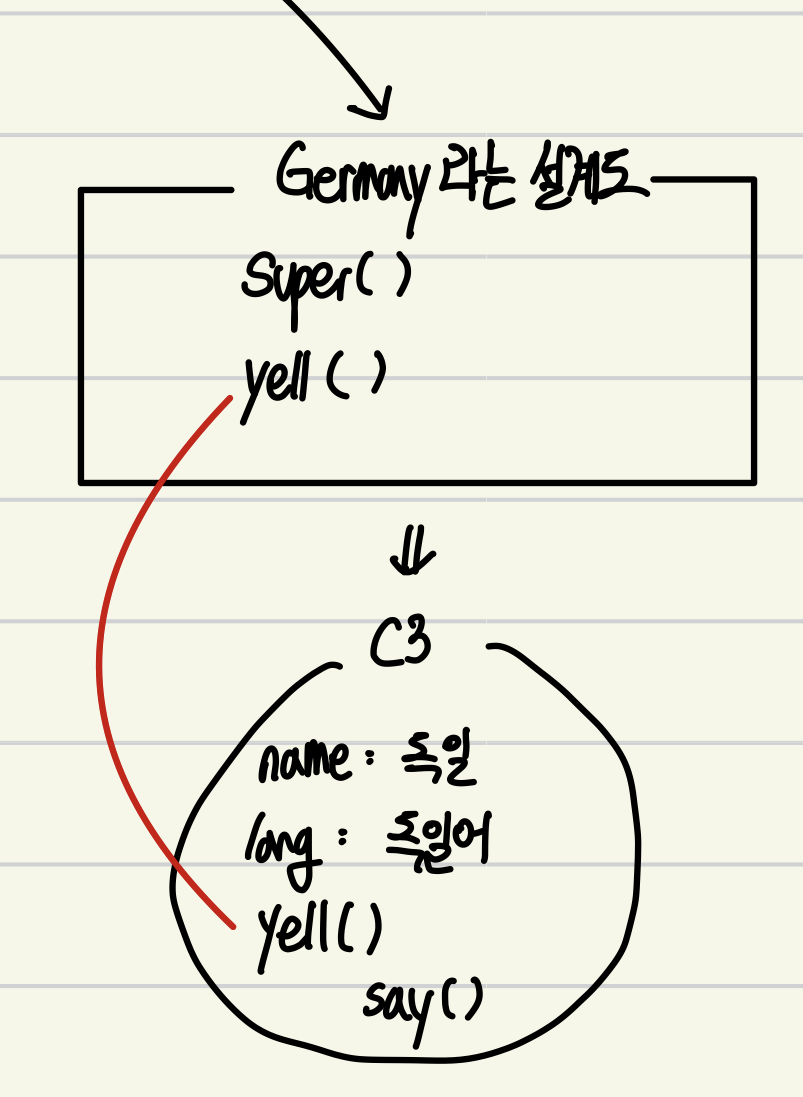 Germany 라는 설계도
Super()
yell()
C3
name : 독일
lang : 독일어
yell()
say()